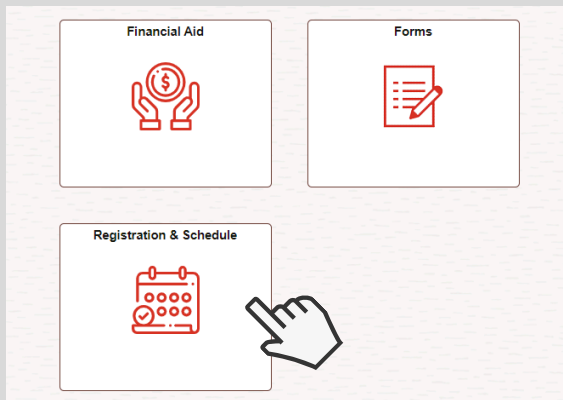 Financial Aid
Forms
Registration & Schedule